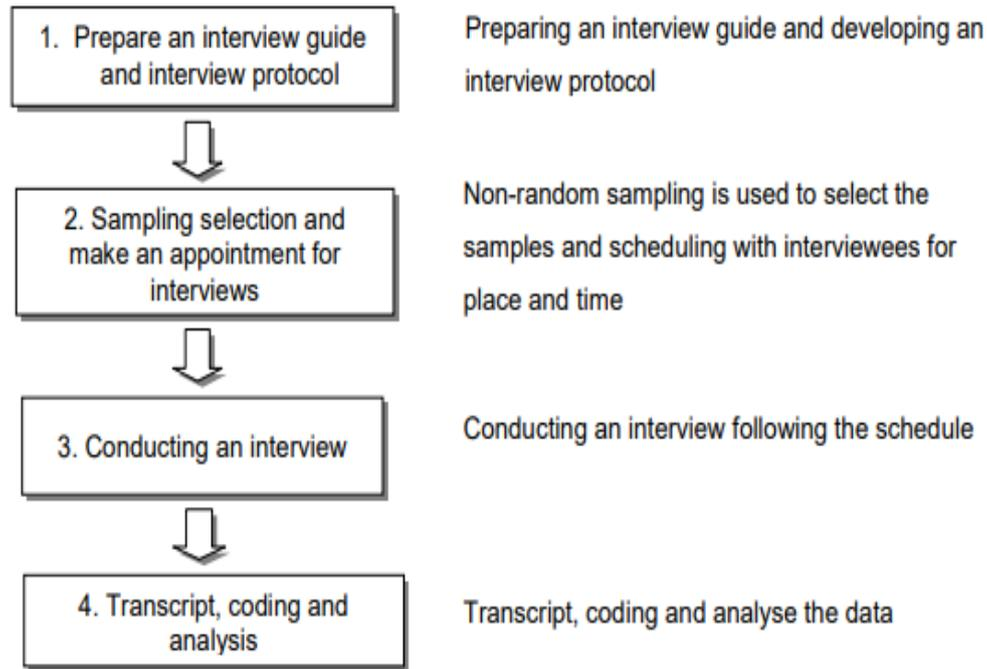 1. Prepare an interview guide
and interview protocol
Preparing an interview guide and developing an
interview protocol
2. Sampling selection and
make an appointment for
interviews
Non-random sampling is used to select the
samples and scheduling with interviewees for
place and time
3. Conducting an interview
Conducting an interview following the schedule
4. Transcript, coding and
analysis
Transcript, coding and analyse the data